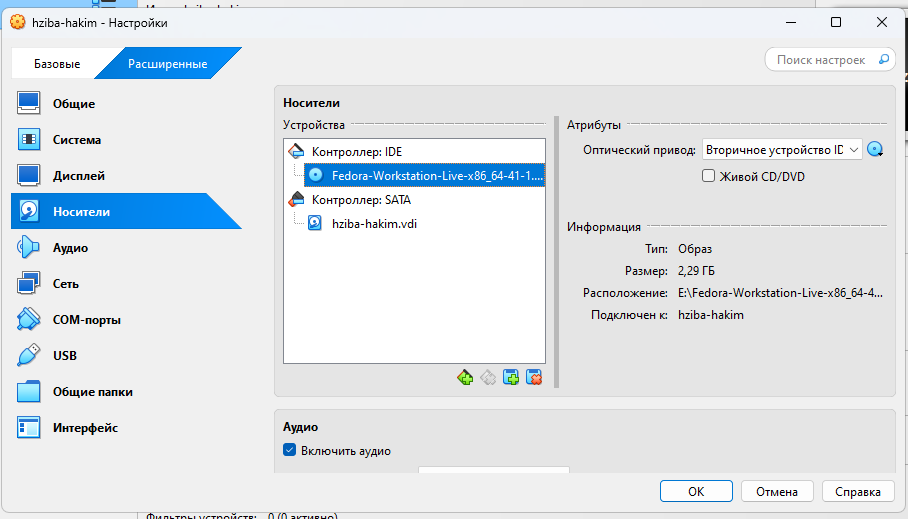 hziba-hakim - Настройки
Базовые
Расширенные
Поиск настроек
Общие
Система
Дисплей
Носители
Аудио
Сеть
COM-порты
USB
Общие папки
Интерфейс
Носители
Устройства
Контроллер: IDE
Fedora-Workstation-Live-x86_64-41-1....
Контроллер: SATA
hziba-hakim.vdi
Атрибуты
Оптический привод: Вторичное устройство ID
Живой CD/DVD
Информация
Тип: Образ
Размер: 2,29 ГБ
Расположение: E:\Fedora-Workstation-Live-x86_64-4...
Подключен к: hziba-hakim
Аудио
Включить аудио
OK
Отмена
Справка
Фильтры устройств: 0 (0 активно)